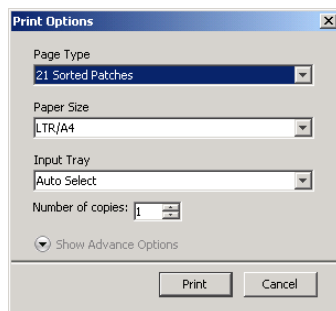 Print Options
Page Type
21 Sorted Patches
Paper Size
LTR/A4
Input Tray
Auto Select
Number of copies: 1
Show Advance Options
Print Cancel